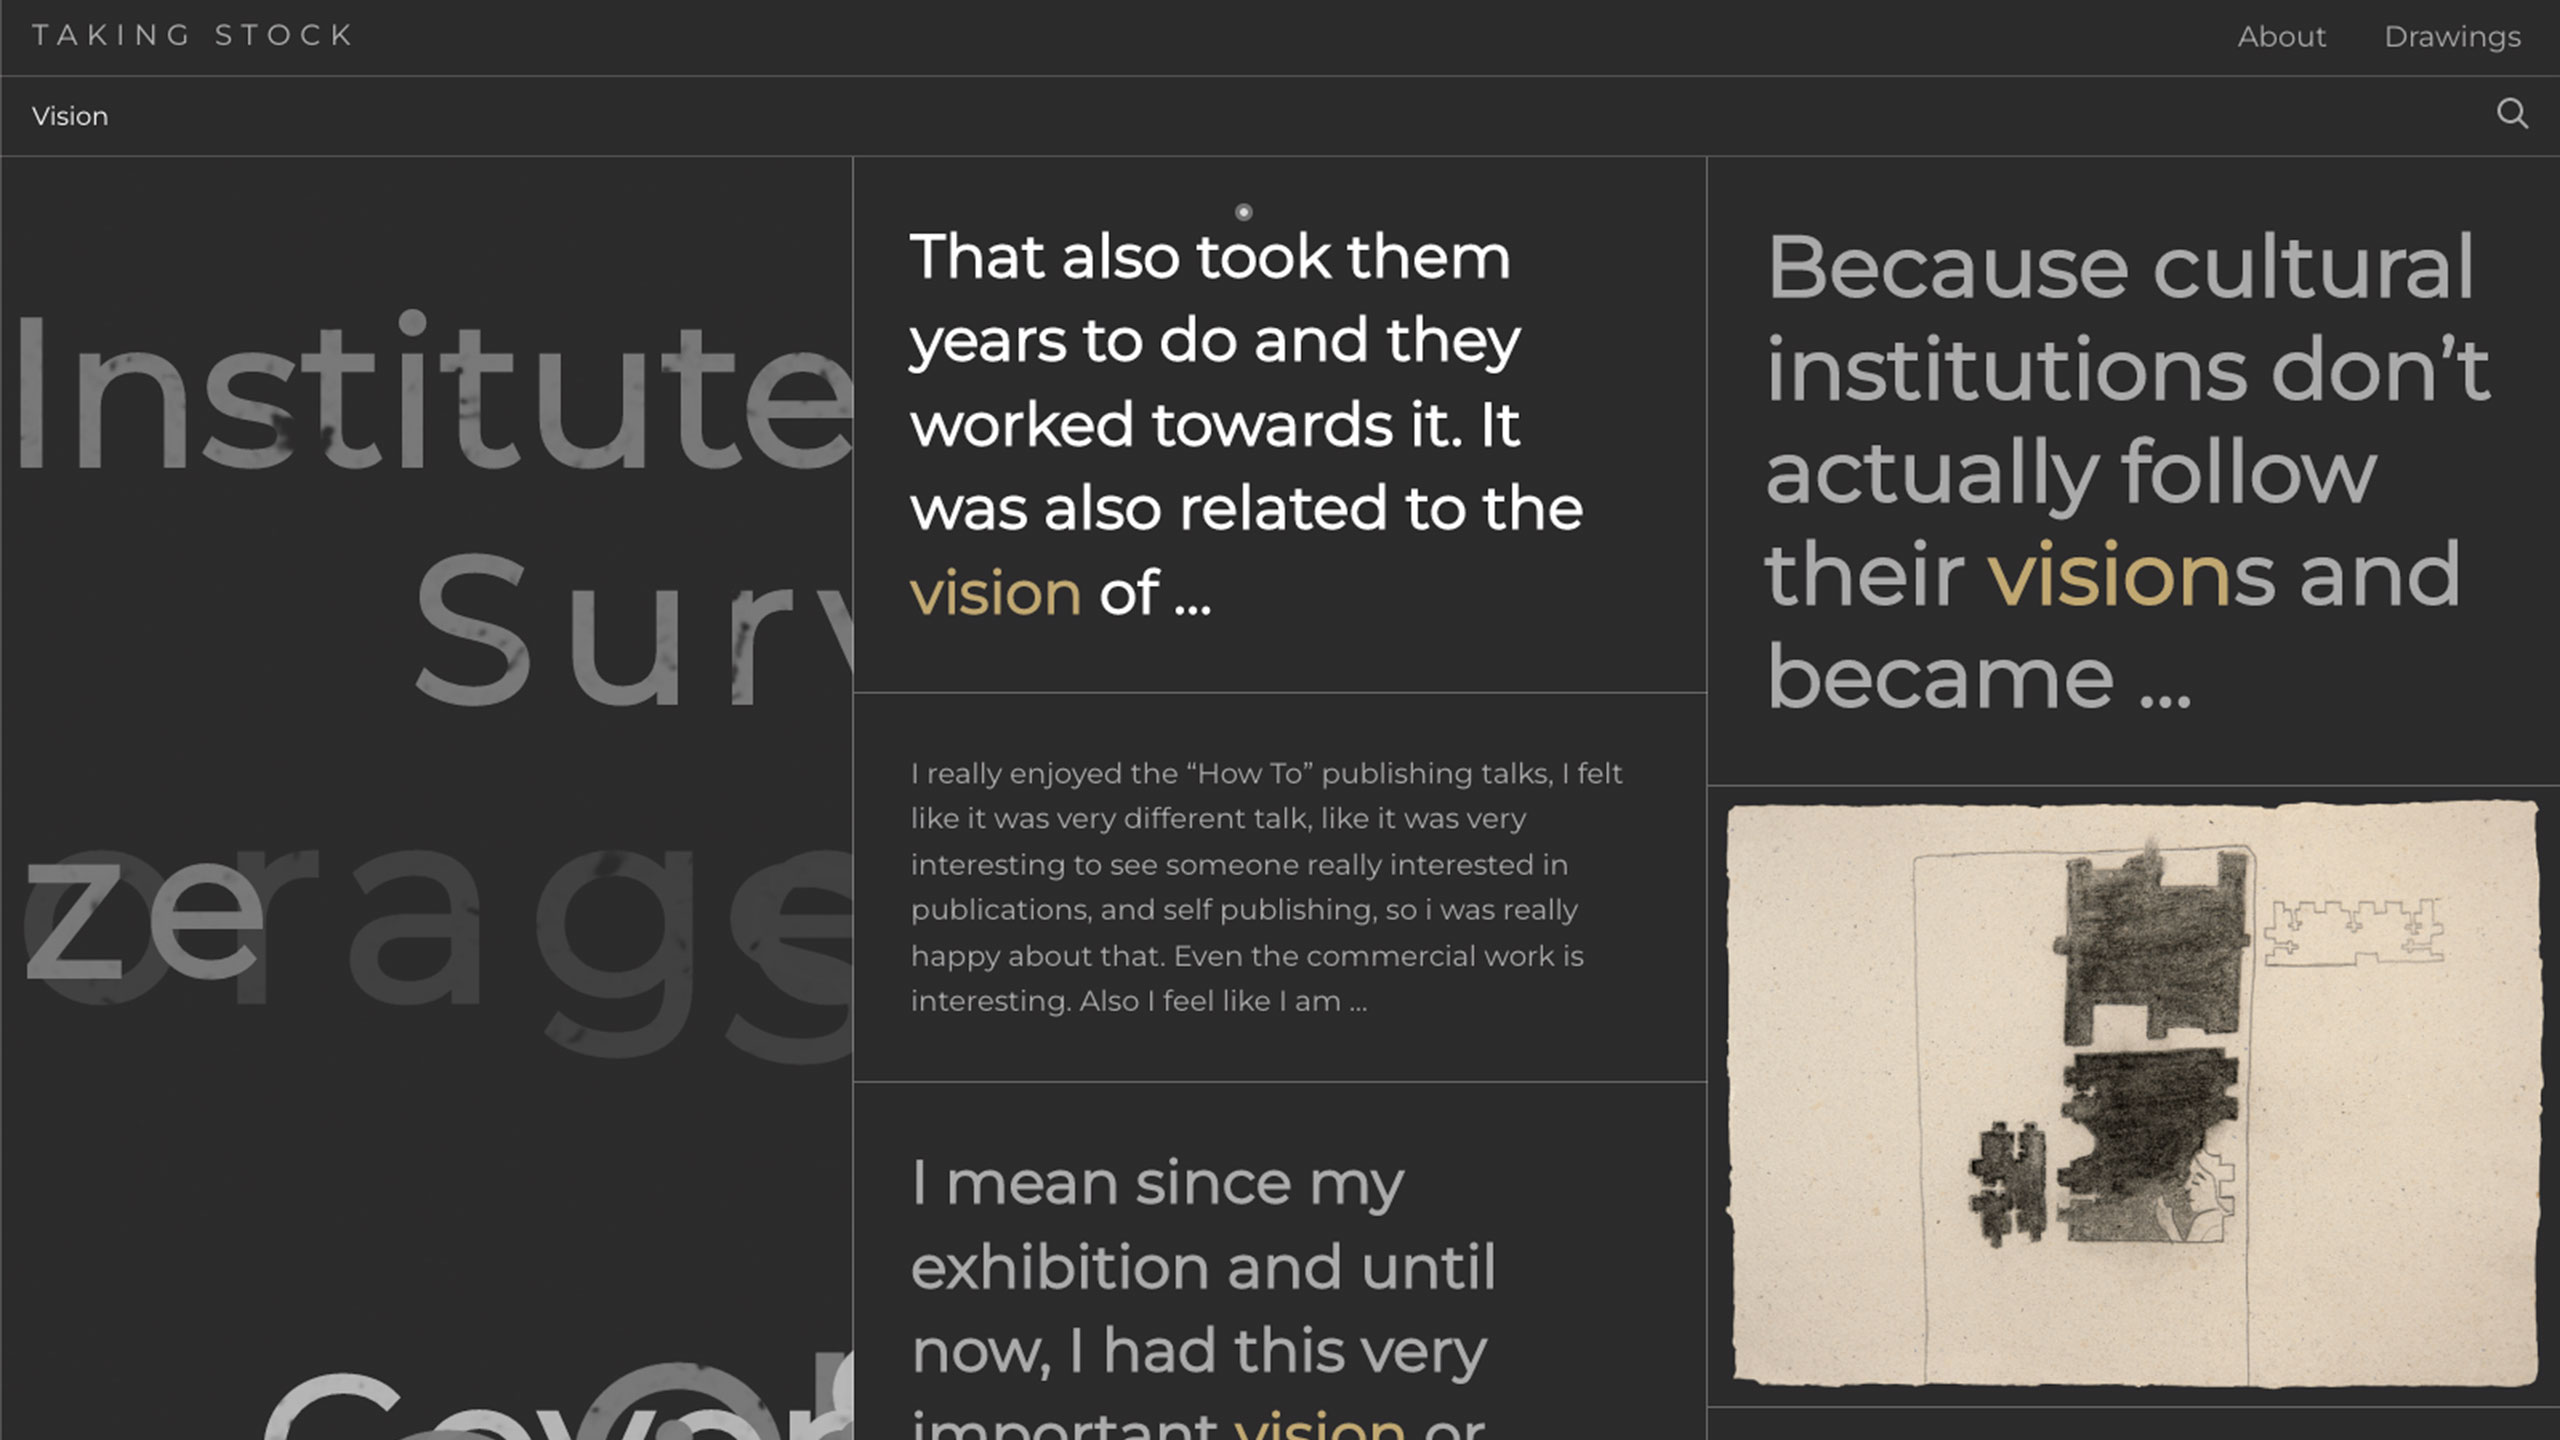 TAKING STOCK
About
Drawings
Vision
Institute
Surv
ze
orage
That also took them
years to do and they
worked towards it. It
was also related to the
vision of ...
I really enjoyed the “How To” publishing talks, I felt
like it was very different talk, like it was very
interesting to see someone really interested in
publications, and self publishing, so i was really
happy about that. Even the commercial work is
interesting. Also I feel like I am ...
I mean since my
exhibition and until
now, I had this very
important vision or
Because cultural
institutions don’t
actually follow
their visions and
became ...